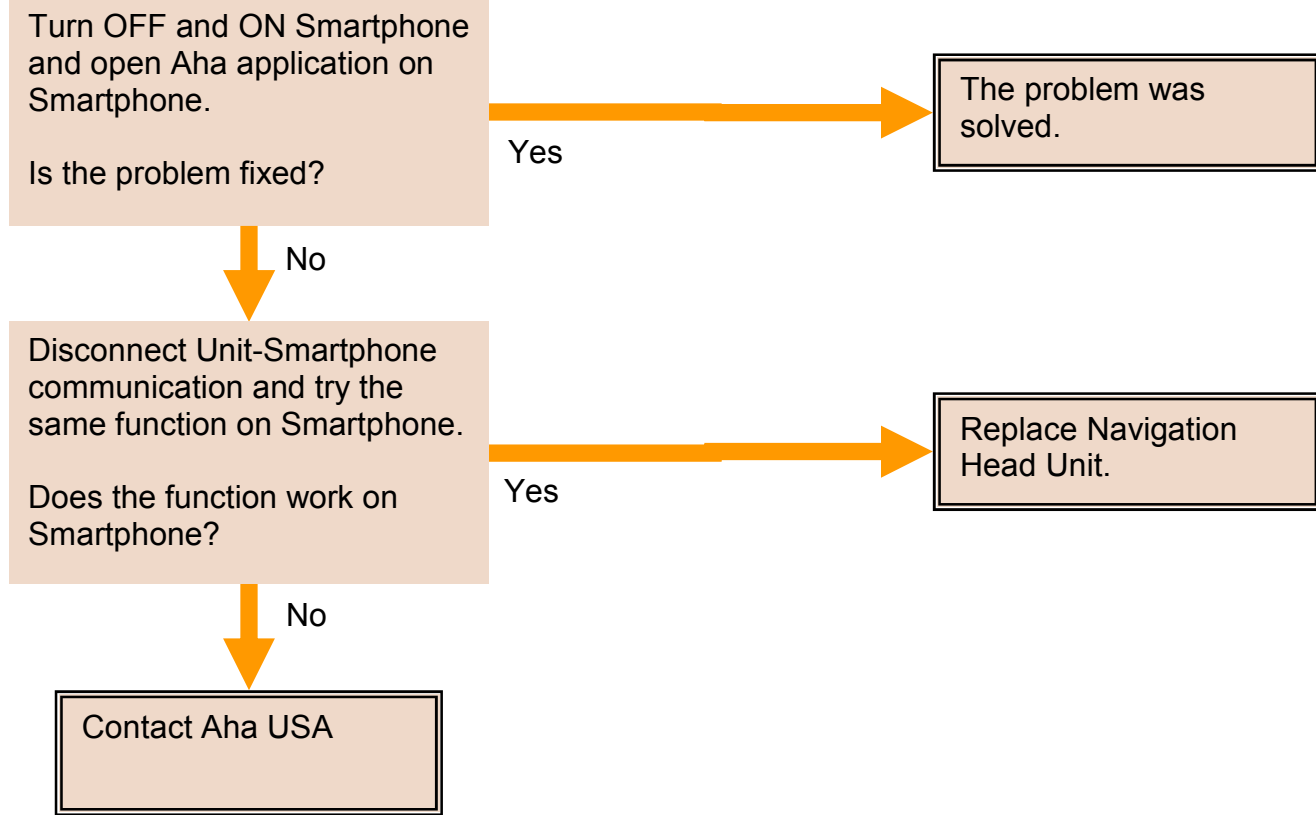 Turn OFF and ON Smartphone
and open Aha application on
Smartphone.
Is the problem fixed?
Yes
The problem was
solved.
No
Disconnect Unit-Smartphone
communication and try the
same function on Smartphone.
Does the function work on
Smartphone?
Yes
Replace Navigation
Head Unit.
No
Contact Aha USA